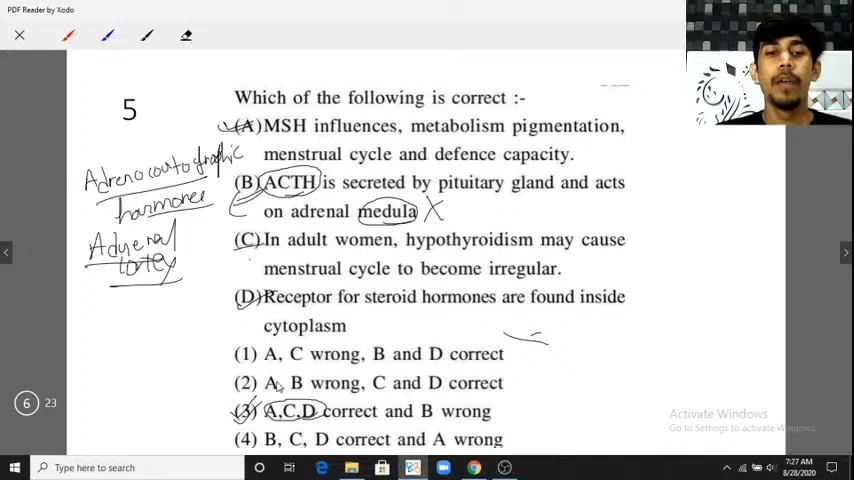 PDF Reader by Xodo
5
Which of the following is correct :-
(A) MSH influences, metabolism pigmentation,
menstrual cycle and defence capacity.
(B) ACTH is secreted by pituitary gland and acts
on adrenal medula X
(C) In adult women, hypothyroidism may cause
menstrual cycle to become irregular.
(D) Receptor for steroid hormones are found inside
cytoplasm
(1) A, C wrong, B and D correct
(2) A, B wrong, C and D correct
(3) A,C,D correct and B wrong
(4) B, C, D correct and A wrong
hormone
Adrenal
cortex
6 23
Activate Windows
Go to Settings to activate Windows.
Type here to search
7:27 AM
8/28/2020